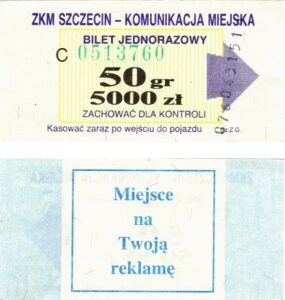 ZKM SZCZECIN – KOMUNIKACJA MIEJSKA
BILET JEDNORAZOWY
C 0513760
50 gr
5000 zł
ZACHOWAĆ DLA KONTROLI
Kasować zaraz po wejściu do pojazdu
Miejsce
na
Twoją
reklamę